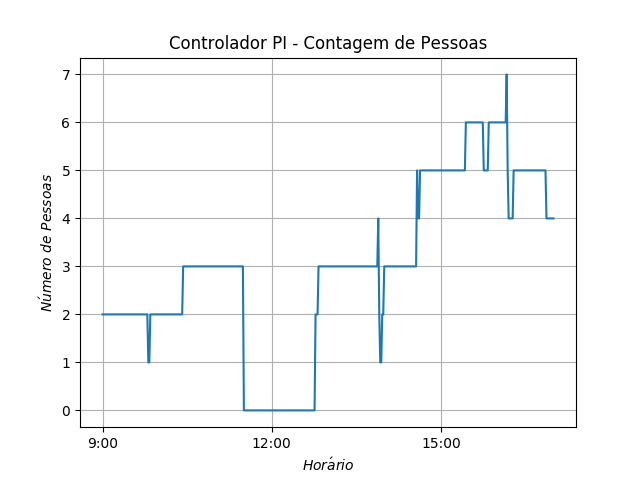 Controlador PI - Contagem de Pessoas
7
6
5
4
3
2
1
0
Número de Pessoas
9:00 12:00 15:00
Horário